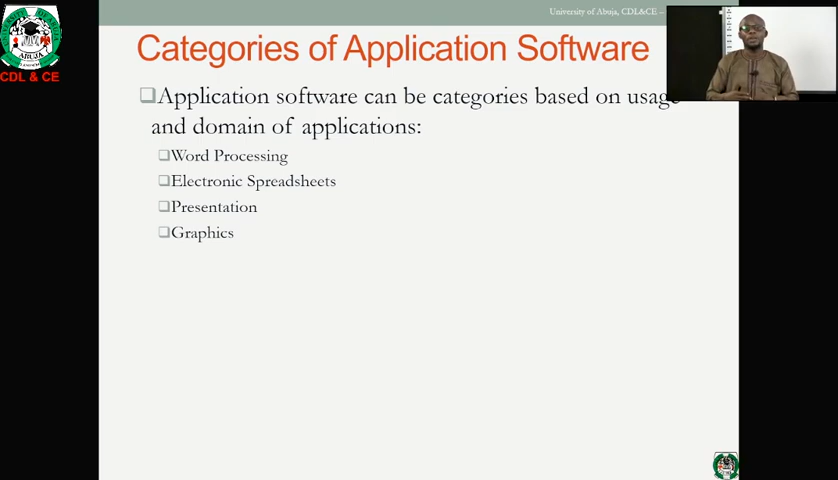 University of Abuja, CDL&CE –
Categories of Application Software
CDL & CE
Application software can be categories based on usage
and domain of applications:
Word Processing
Electronic Spreadsheets
Presentation
Graphics